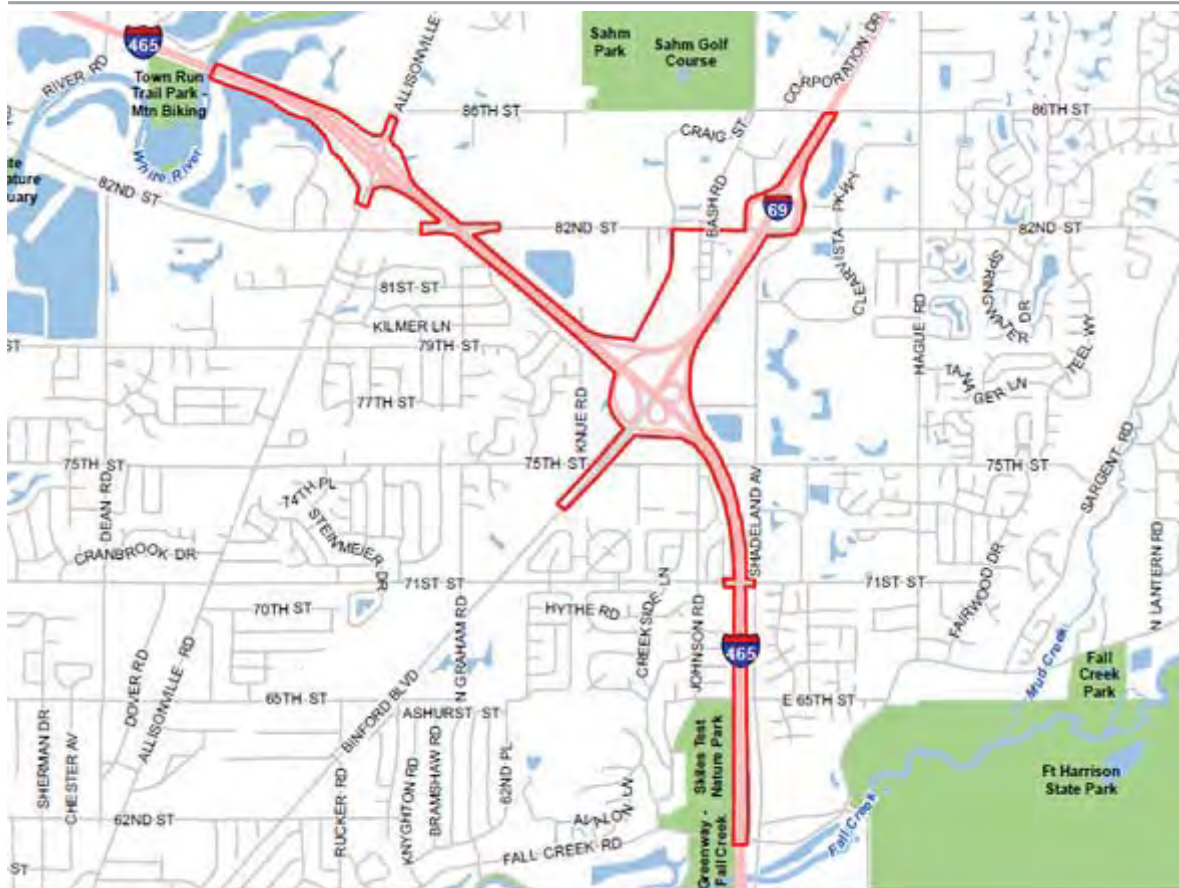 465
Town Run
Trail Park -
Mtn Biking
RIVER RD
White River
ALLISONVILLE
Sahm
Park
Sahm Golf
Course
CORPORATION DR
86TH ST
86TH ST
CRAIG ST
BASH RD
69
CLEARVISTA PKWY
82ND ST
82ND ST
82ND ST
81ST ST
KILMER LN
79TH ST
77TH ST
KNUE RD
HAGUE RD
SPRINGWATER DR
TEEL WY
TANAGER LN
75TH ST
75TH ST
75TH ST
DEAN RD
74TH PL
STEINMEIER DR
CRANBROOK DR
SHADELAND AV
SARGENT RD
N LANTERN RD
71ST ST
71ST ST
70TH ST
HYTHE RD
CREEKSIDE LN
JOHNSON RD
FAIRWOOD DR
465
N GRAHAM RD
DOVER RD
ALLISONVILLE RD
65TH ST
BINFORD BLVD
ASHURST ST
E 65TH ST
Mud Creek
Fall
Creek
Park
SHERMAN DR
CHESTER AV
62ND ST
RUCKER RD
KNYGHTON RD
BRAMSHAW RD
62ND PL
AVALON LN
FALL CREEK RD
Skiles Test
Nature Park
Greenway -
Fall Creek
Fall Creek
Ft Harrison
State Park
ST
ST